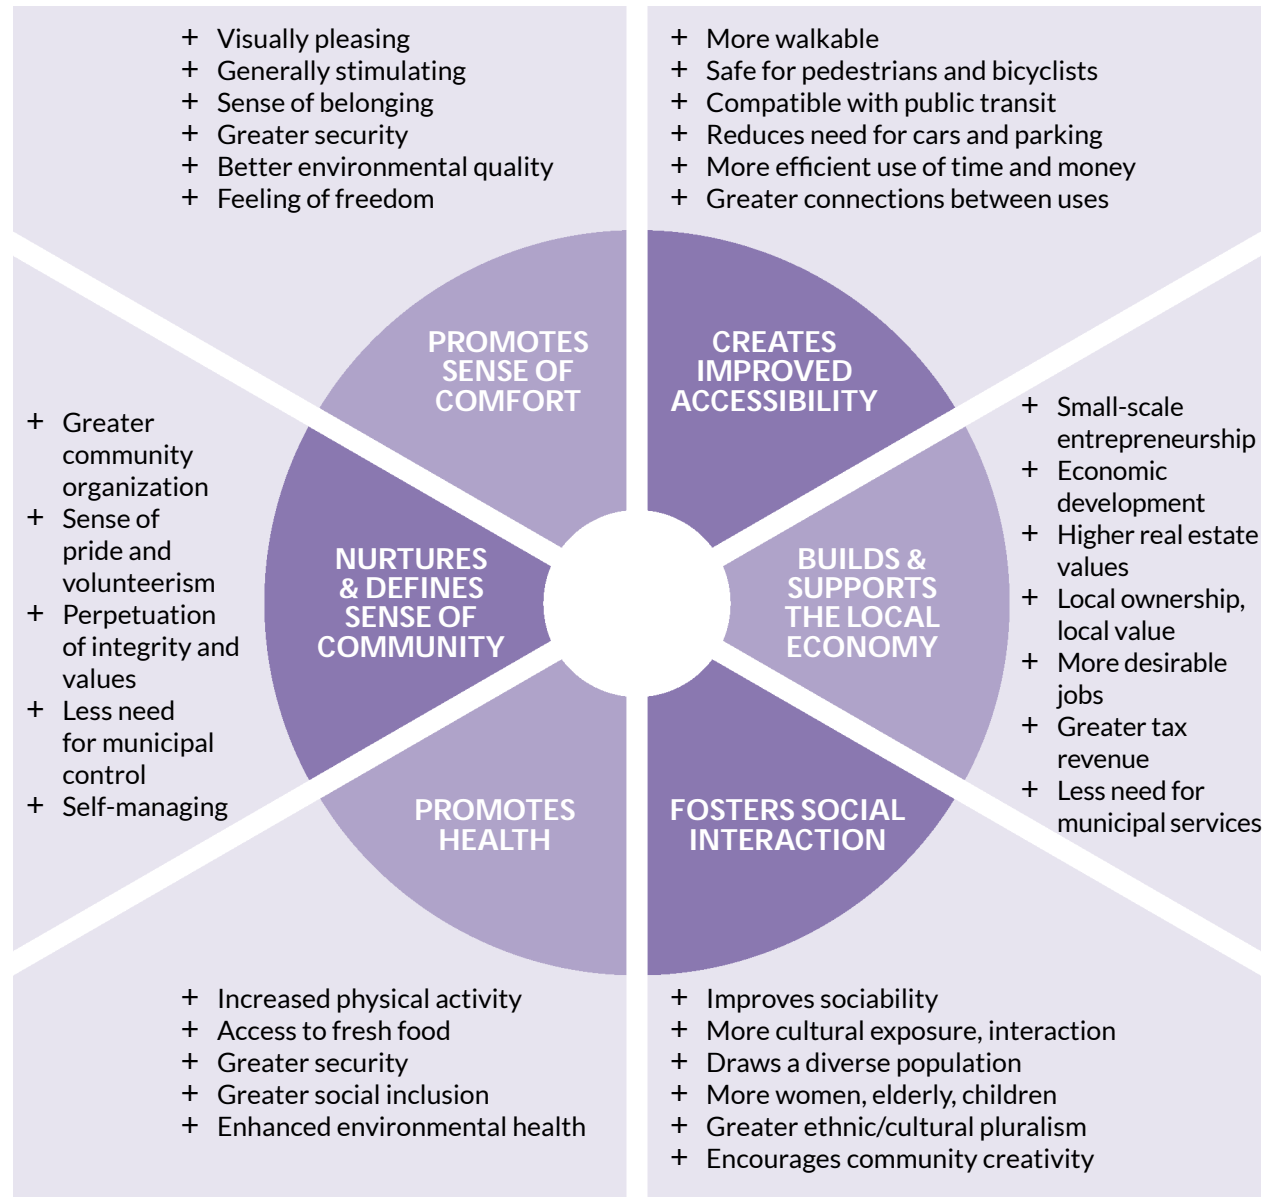 + Visually pleasing
+ Generally stimulating
+ Sense of belonging
+ Greater security
+ Better environmental quality
+ Feeling of freedom
+ More walkable
+ Safe for pedestrians and bicyclists
+ Compatible with public transit
+ Reduces need for cars and parking
+ More efficient use of time and money
+ Greater connections between uses
PROMOTES
SENSE OF
COMFORT
CREATES
IMPROVED
ACCESSIBILITY
+ Greater
community
organization
+ Sense of
pride and
volunteerism
+ Perpetuation
of integrity and
values
+ Less need
for municipal
control
+ Self-managing
NURTURES
& DEFINES
SENSE OF
COMMUNITY
BUILDS &
SUPPORTS
THE LOCAL
ECONOMY
+ Small-scale
entrepreneurship
+ Economic
development
+ Higher real estate
values
+ Local ownership,
local value
+ More desirable
jobs
+ Greater tax
revenue
+ Less need for
municipal services
PROMOTES
HEALTH
FOSTERS SOCIAL
INTERACTION
+ Increased physical activity
+ Access to fresh food
+ Greater security
+ Greater social inclusion
+ Enhanced environmental health
+ Improves sociability
+ More cultural exposure, interaction
+ Draws a diverse population
+ More women, elderly, children
+ Greater ethnic/cultural pluralism
+ Encourages community creativity